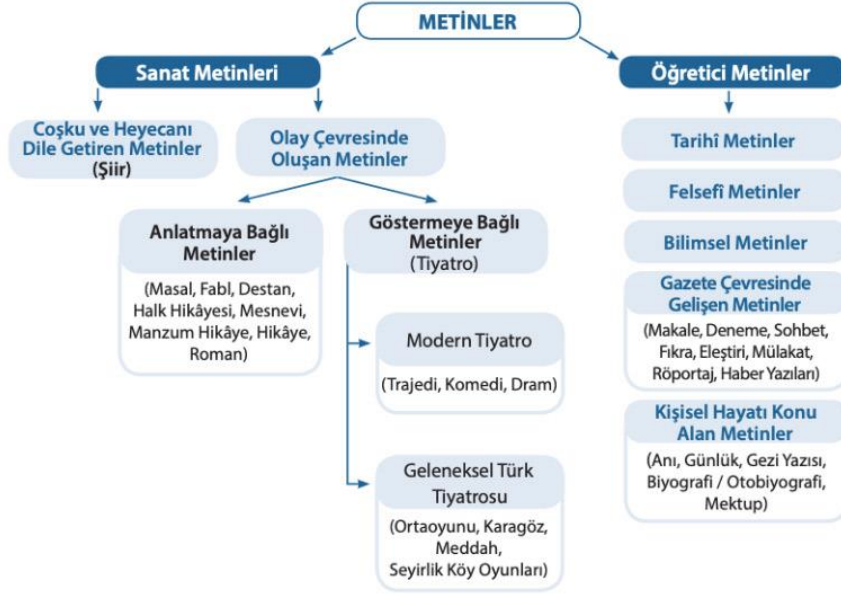 METİNLER
Sanat Metinleri
Coşku ve Heyecanı
Dile Getiren Metinler
(Şiir)
Olay Çevresinde
Oluşan Metinler
Anlatmaya Bağlı
Metinler
(Masal, Fabl, Destan,
Halk Hikâyesi, Mesnevi,
Manzum Hikâye, Hikâye,
Roman)
Göstermeye Bağlı
Metinler
(Tiyatro)
Modern Tiyatro
(Trajedi, Komedi, Dram)
Geleneksel Türk
Tiyatrosu
(Ortaoyunu, Karagöz,
Meddah,
Seyirlik Köy Oyunları)
Öğretici Metinler
Tarihî Metinler
Felsefî Metinler
Bilimsel Metinler
Gazete Çevresinde
Gelişen Metinler
(Makale, Deneme, Sohbet,
Fıkra, Eleştiri, Mülakat,
Röportaj, Haber Yazıları)
Kişisel Hayatı Konu
Alan Metinler
(Anı, Günlük, Gezi Yazısı,
Biyografi / Otobiyografi,
Mektup)